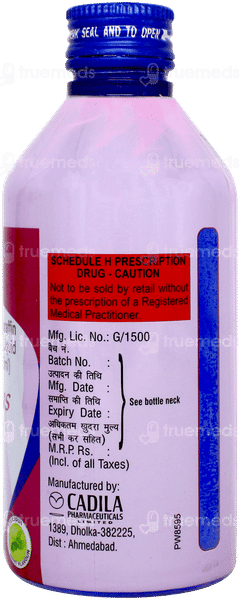 AK SEAL AND TO OPEN
truemeds
SCHEDULE H PRESCRIPTION
DRUG - CAUTION
Not to be sold by retail without
the prescription of a Registered
Medical Practitioner.
Mfg. Lic. No.: G/1500
बैच नं.
Batch No. :
उत्पादन की तिथि
Mfg. Date :
समाप्ति की तिथि
Expiry Date :
अधिकतम खुदरा मूल्य
(सभी कर सहित)
M.R.P. Rs. :
(Incl. of all Taxes)
See bottle neck
Manufactured by:
CADILA
PHARMACEUTICALS
LIMITED
1389, Dholka-382225,
Dist : Ahmedabad.
PW8595